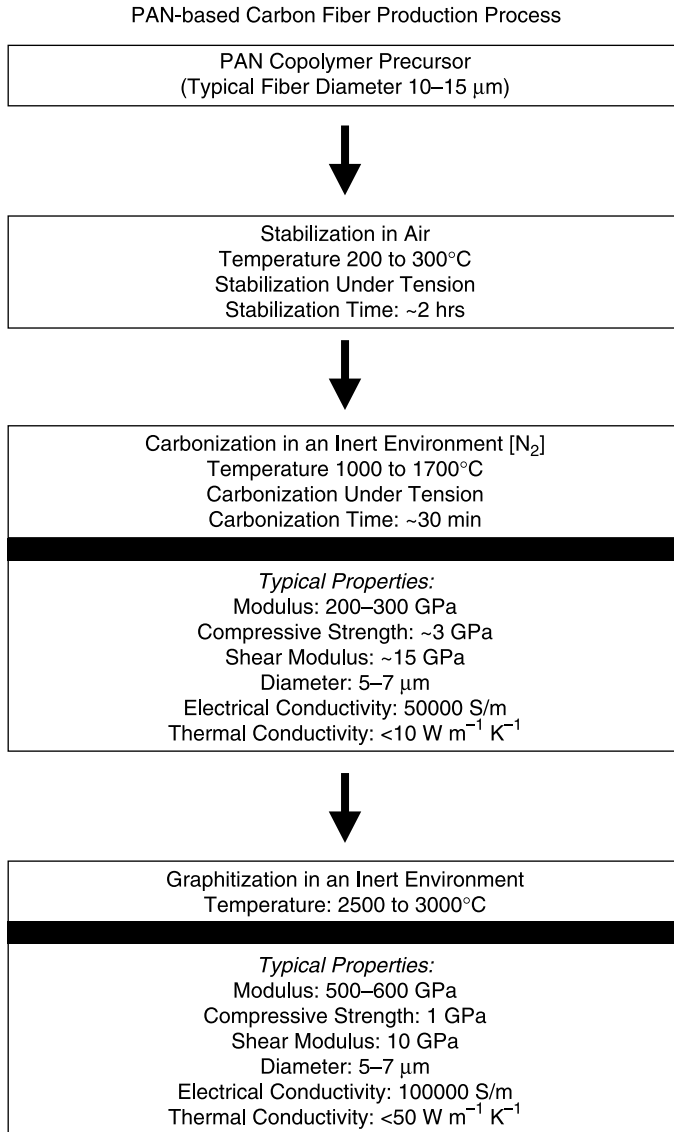 PAN-based Carbon Fiber Production Process
PAN Copolymer Precursor
(Typical Fiber Diameter 10–15 μm)
Stabilization in Air
Temperature 200 to 300°C
Stabilization Under Tension
Stabilization Time: ~2 hrs
Carbonization in an Inert Environment [N₂]
Temperature 1000 to 1700°C
Carbonization Under Tension
Carbonization Time: ~30 min
Typical Properties:
Modulus: 200–300 GPa
Compressive Strength: ~3 GPa
Shear Modulus: ~15 GPa
Diameter: 5–7 μm
Electrical Conductivity: 50000 S/m
Thermal Conductivity: <10 W m⁻¹ K⁻¹
Graphitization in an Inert Environment
Temperature: 2500 to 3000°C
Typical Properties:
Modulus: 500–600 GPa
Compressive Strength: 1 GPa
Shear Modulus: 10 GPa
Diameter: 5–7 μm
Electrical Conductivity: 100000 S/m
Thermal Conductivity: <50 W m⁻¹ K⁻¹